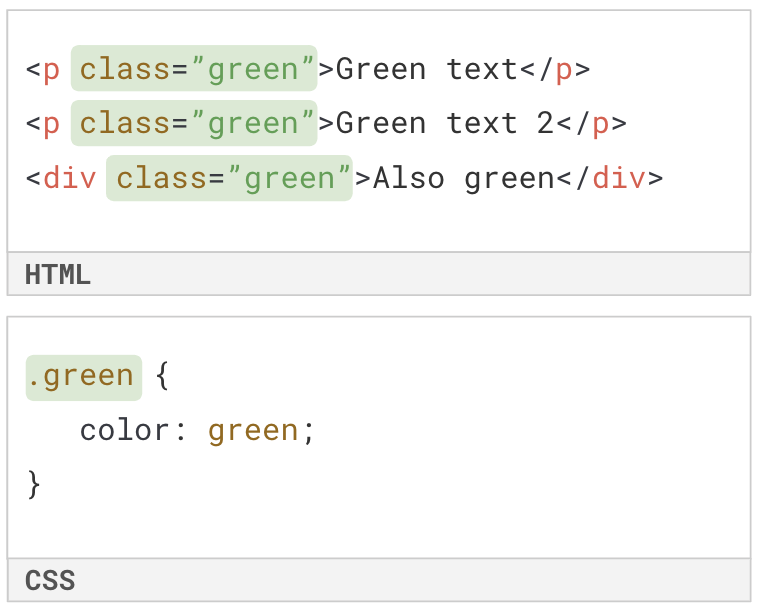 <p class=”green”>Green text</p>
<p class=”green”>Green text 2</p>
<div class=”green”>Also green</div>
HTML
.green {
color: green;
}
CSS